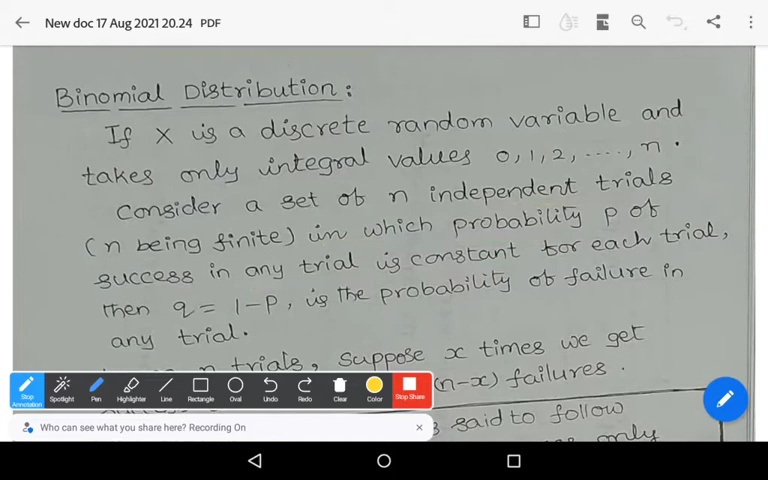 New doc 17 Aug 2021 20.24 PDF
Binomial Distribution :
If X is a discrete random variable and
takes only integral values 0, 1, 2, ....., n.
Consider a set of n independent trials
(n being finite) in which probability p of
success in any trial is constant for each trial,
then q = 1-P, is the probability of failure in
any trial.
n trials, suppose x times we get
(n-x) failures.
said to follow
only
Stop Annotation
Spotlight
Pen
Highlighter
Line
Rectangle
Oval
Undo
Redo
Clear
Color
Stop Share
Who can see what you share here? Recording On